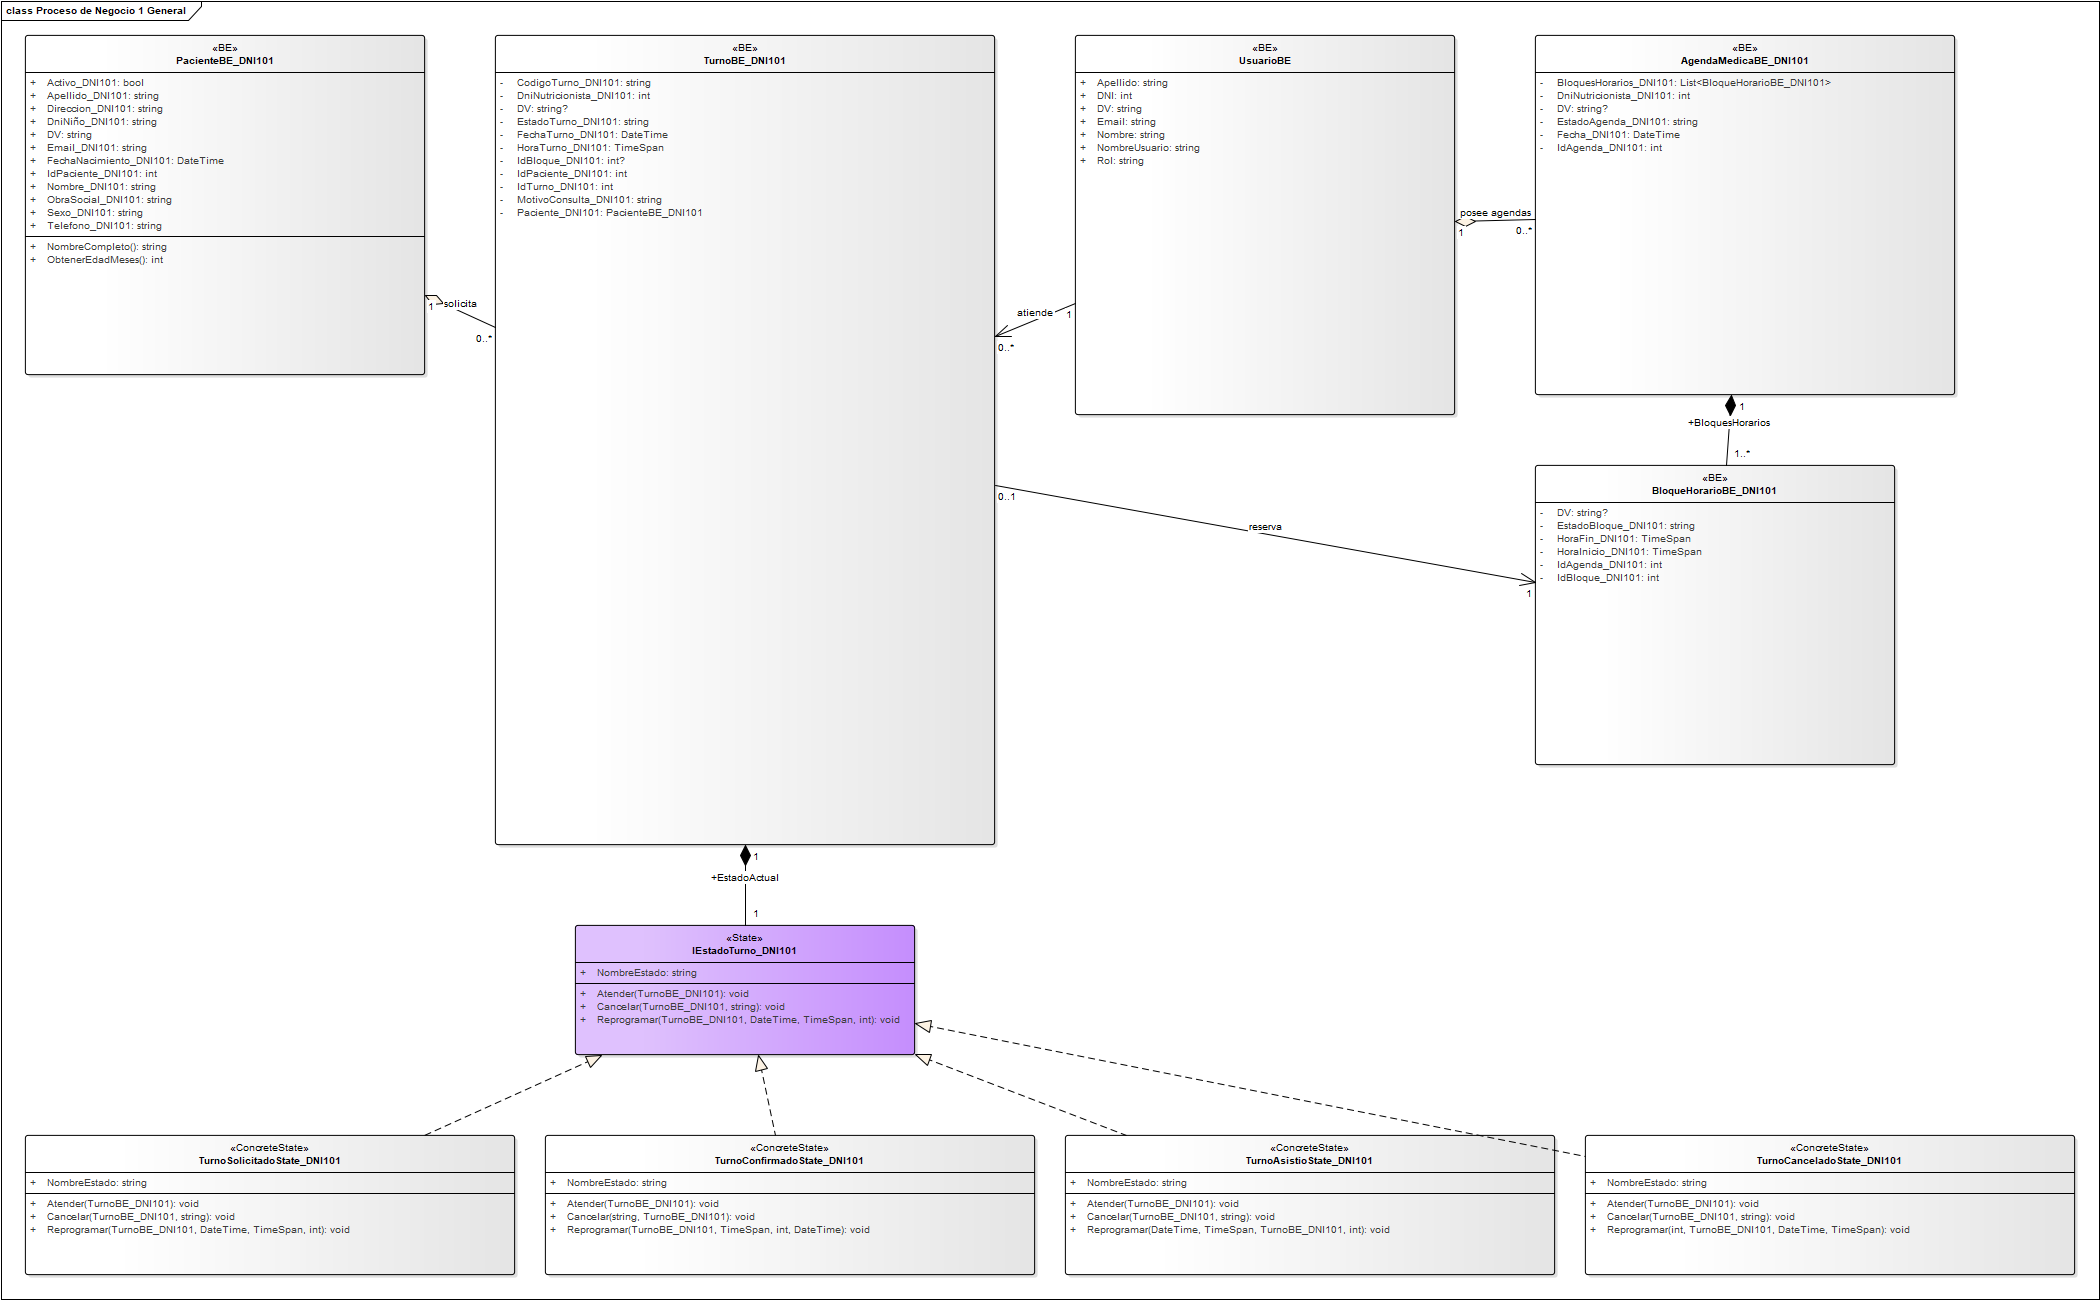 class Proceso de Negocio 1 General
«BE»
PacienteBE_DNI101
+ Activo_DNI101: bool
+ Apellido_DNI101: string
+ Direccion_DNI101: string
+ DniNiño_DNI101: string
+ DV: string
+ Email_DNI101: string
+ FechaNacimiento_DNI101: DateTime
+ IdPaciente_DNI101: int
+ Nombre_DNI101: string
+ ObraSocial_DNI101: string
+ Sexo_DNI101: string
+ Telefono_DNI101: string
+ NombreCompleto(): string
+ ObtenerEdadMeses(): int
1
solicita
0..*
«BE»
TurnoBE_DNI101
- CodigoTurno_DNI101: string
- DniNutricionista_DNI101: int
- DV: string?
- EstadoTurno_DNI101: string
- FechaTurno_DNI101: DateTime
- HoraTurno_DNI101: TimeSpan
- IdBloque_DNI101: int?
- IdPaciente_DNI101: int
- IdTurno_DNI101: int
- MotivoConsulta_DNI101: string
- Paciente_DNI101: PacienteBE_DNI101
atiende
1
0..*
«BE»
UsuarioBE
+ Apellido: string
+ DNI: int
+ DV: string
+ Email: string
+ Nombre: string
+ NombreUsuario: string
+ Rol: string
posee agendas
1
0..*
«BE»
AgendaMedicaBE_DNI101
- BloquesHorarios_DNI101: List<BloqueHorarioBE_DNI101>
- DniNutricionista_DNI101: int
- DV: string?
- EstadoAgenda_DNI101: string
- Fecha_DNI101: DateTime
- IdAgenda_DNI101: int
1
+BloquesHorarios
1..*
0..1
reserva
1
«BE»
BloqueHorarioBE_DNI101
- DV: string?
- EstadoBloque_DNI101: string
- HoraFin_DNI101: TimeSpan
- HoraInicio_DNI101: TimeSpan
- IdAgenda_DNI101: int
- IdBloque_DNI101: int
1
+EstadoActual
1
«State»
IEstadoTurno_DNI101
+ NombreEstado: string
+ Atender(TurnoBE_DNI101): void
+ Cancelar(TurnoBE_DNI101, string): void
+ Reprogramar(TurnoBE_DNI101, DateTime, TimeSpan, int): void
«ConcreteState»
TurnoSolicitadoState_DNI101
+ NombreEstado: string
+ Atender(TurnoBE_DNI101): void
+ Cancelar(TurnoBE_DNI101, string): void
+ Reprogramar(TurnoBE_DNI101, DateTime, TimeSpan, int): void
«ConcreteState»
TurnoConfirmadoState_DNI101
+ NombreEstado: string
+ Atender(TurnoBE_DNI101): void
+ Cancelar(string, TurnoBE_DNI101): void
+ Reprogramar(TurnoBE_DNI101, TimeSpan, int, DateTime): void
«ConcreteState»
TurnoAsistioState_DNI101
+ NombreEstado: string
+ Atender(TurnoBE_DNI101): void
+ Cancelar(TurnoBE_DNI101, string): void
+ Reprogramar(DateTime, TimeSpan, TurnoBE_DNI101, int): void
«ConcreteState»
TurnoCanceladoState_DNI101
+ NombreEstado: string
+ Atender(TurnoBE_DNI101): void
+ Cancelar(TurnoBE_DNI101, string): void
+ Reprogramar(int, TurnoBE_DNI101, DateTime, TimeSpan): void